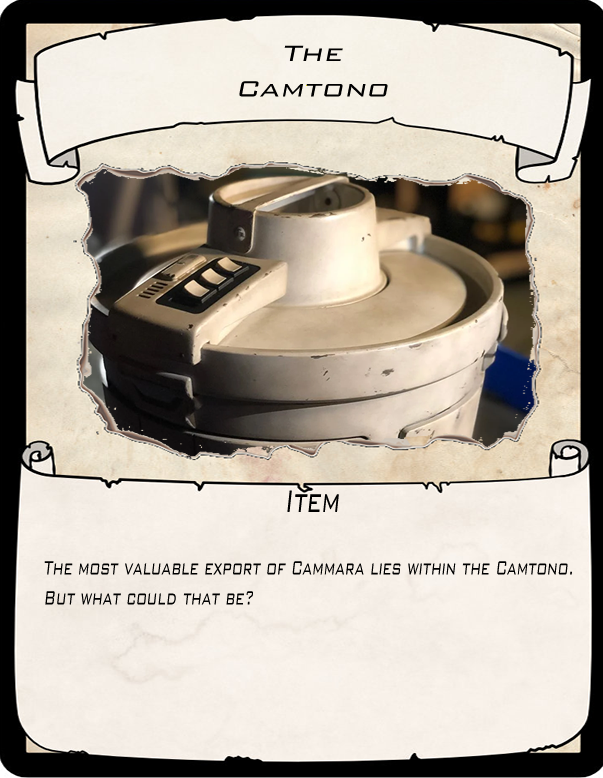 The
Camtono
Item
The most valuable export of Cammara lies within the Camtono.
But what could that be?